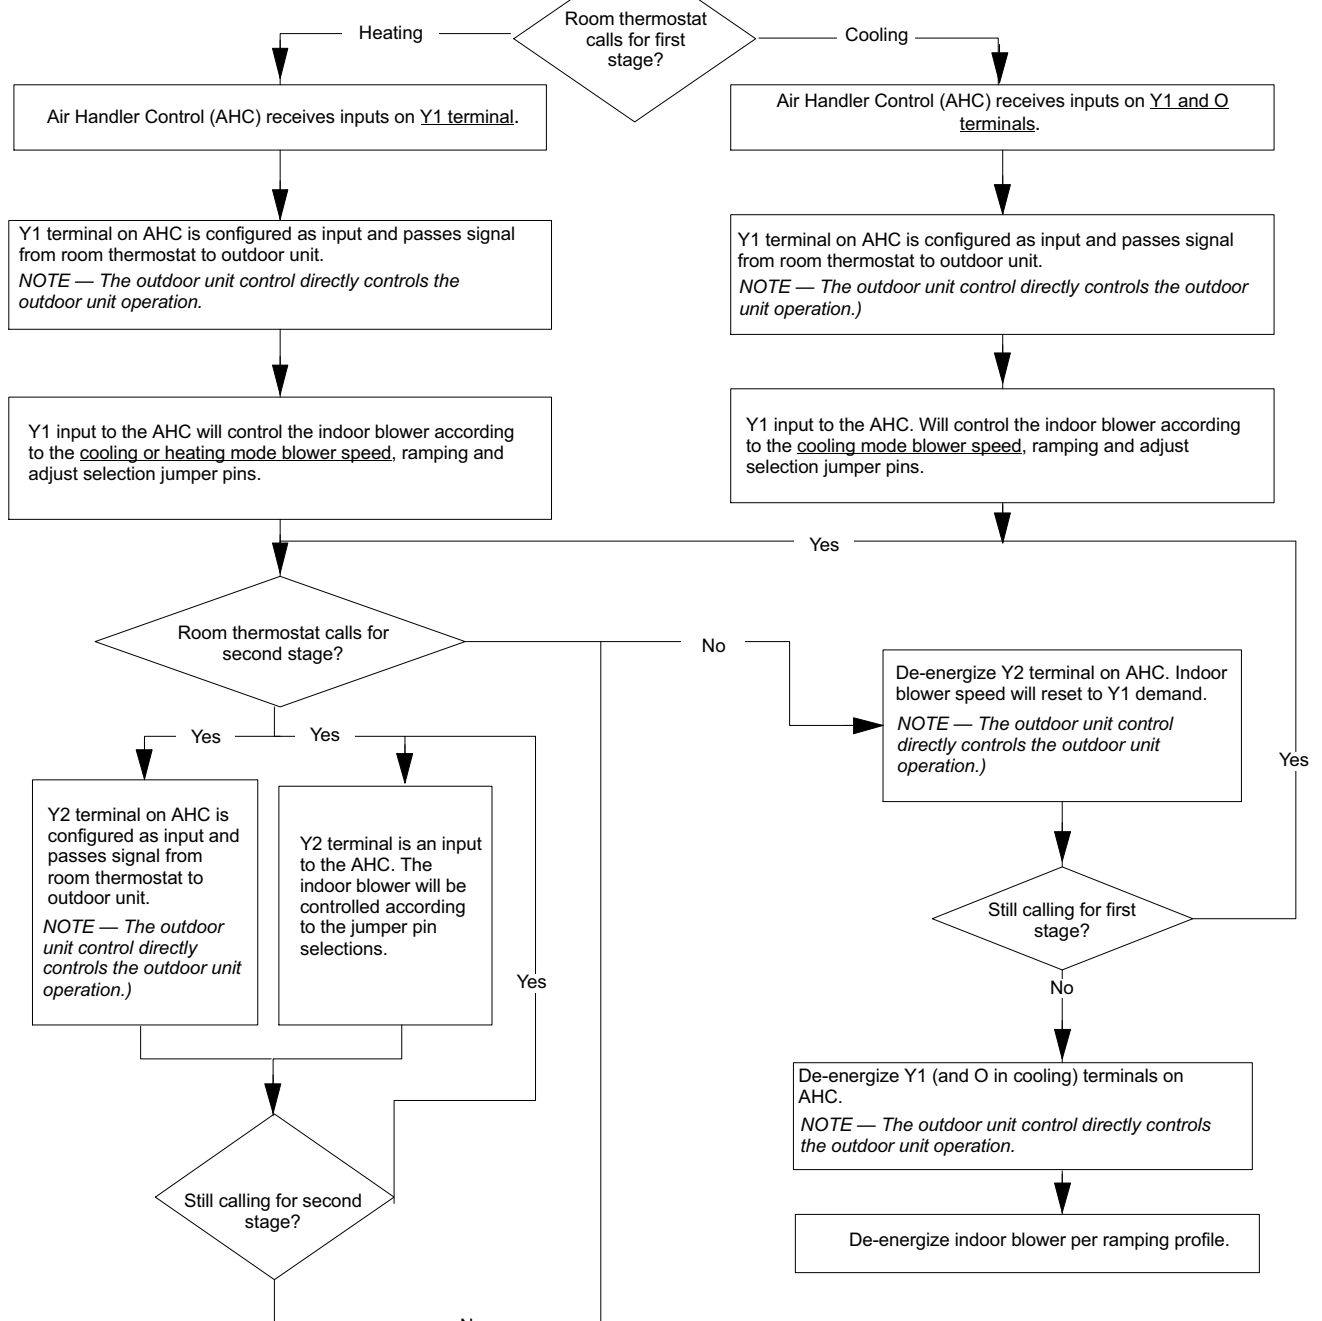 Room thermostat
calls for first
stage?
Heating
Cooling
Air Handler Control (AHC) receives inputs on Y1 terminal.
Air Handler Control (AHC) receives inputs on Y1 and O
terminals.
Y1 terminal on AHC is configured as input and passes signal
from room thermostat to outdoor unit.
NOTE — The outdoor unit control directly controls the
outdoor unit operation.
Y1 terminal on AHC is configured as input and passes signal
from room thermostat to outdoor unit.
NOTE — The outdoor unit control directly controls the outdoor
unit operation.)
Y1 input to the AHC will control the indoor blower according
to the cooling or heating mode blower speed, ramping and
adjust selection jumper pins.
Y1 input to the AHC. Will control the indoor blower according
to the cooling mode blower speed, ramping and adjust
selection jumper pins.
Yes
Room thermostat calls for
second stage?
No
De-energize Y2 terminal on AHC. Indoor
blower speed will reset to Y1 demand.
NOTE — The outdoor unit control
directly controls the outdoor unit
operation.)
Yes
Yes
Yes
Y2 terminal on AHC is
configured as input and
passes signal from
room thermostat to
outdoor unit.
NOTE — The outdoor
unit control directly
controls the outdoor unit
operation.)
Y2 terminal is an input
to the AHC. The
indoor blower will be
controlled according
to the jumper pin
selections.
Yes
Still calling for first
stage?
No
De-energize Y1 (and O in cooling) terminals on
AHC.
NOTE — The outdoor unit control directly controls
the outdoor unit operation.
Still calling for second
stage?
De-energize indoor blower per ramping profile.